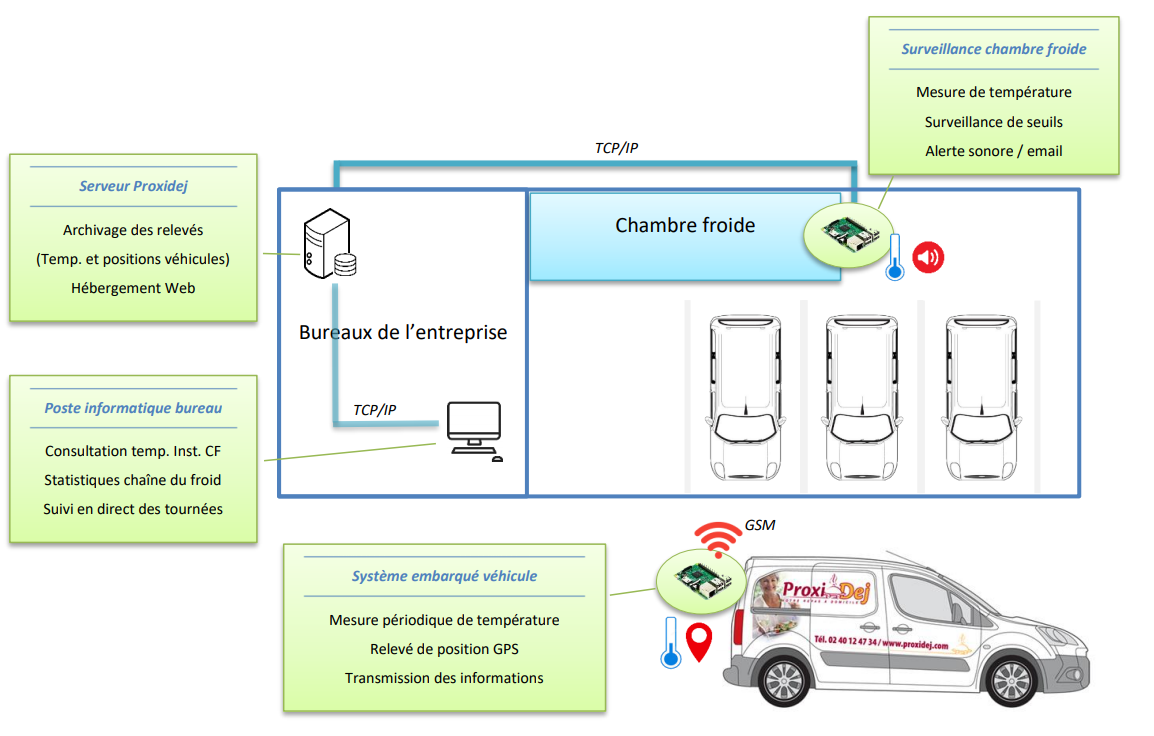 Surveillance chambre froide
Mesure de température
Surveillance de seuils
Alerte sonore / email
TCP/IP
Serveur Proxidej
Archivage des relevés
(Temp. et positions véhicules)
Hébergement Web
Chambre froide
Bureaux de l'entreprise
Poste informatique bureau
Consultation temp. Inst. CF
Statistiques chaîne du froid
Suivi en direct des tournées
TCP/IP
GSM
Système embarqué véhicule
Mesure périodique de température
Relevé de position GPS
Transmission des informations
Proxi Dej
VOTRE REPAS À DOMICILE
Tél. 02 40 12 47 34 / www.proxidej.com